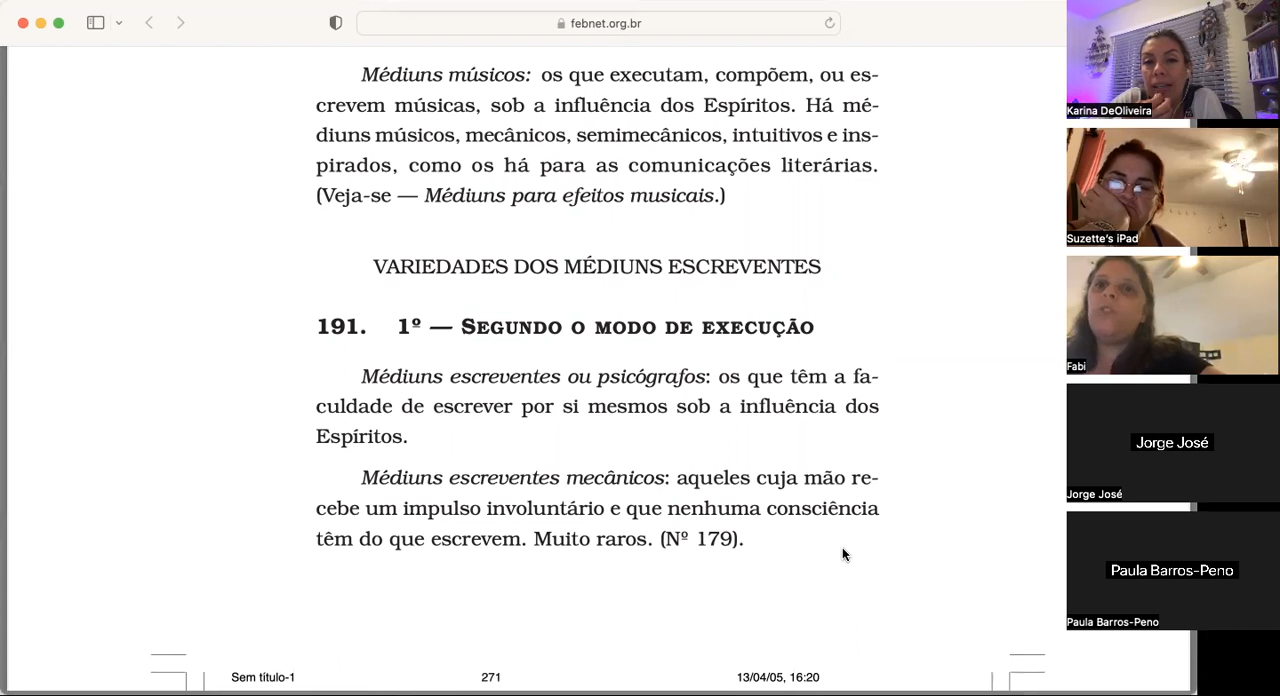 febnet.org.br
Médiuns músicos: os que executam, compõem, ou es-
crevem músicas, sob a influência dos Espíritos. Há mé-
diuns músicos, mecânicos, semimecânicos, intuitivos e ins-
pirados, como os há para as comunicações literárias.
(Veja-se — Médiuns para efeitos musicais.)
VARIEDADES DOS MÉDIUNS ESCREVENTES
191. 1º — SEGUNDO O MODO DE EXECUÇÃO
Médiuns escreventes ou psicógrafos: os que têm a fa-
culdade de escrever por si mesmos sob a influência dos
Espíritos.
Médiuns escreventes mecânicos: aqueles cuja mão re-
cebe um impulso involuntário e que nenhuma consciência
têm do que escrevem. Muito raros. (Nº 179).
Sem título-1 271 13/04/05, 16:20
Karina DeOliveira
Suzette's iPad
Fabi
Jorge José
Jorge José
Paula Barros-Peno
Paula Barros-Peno